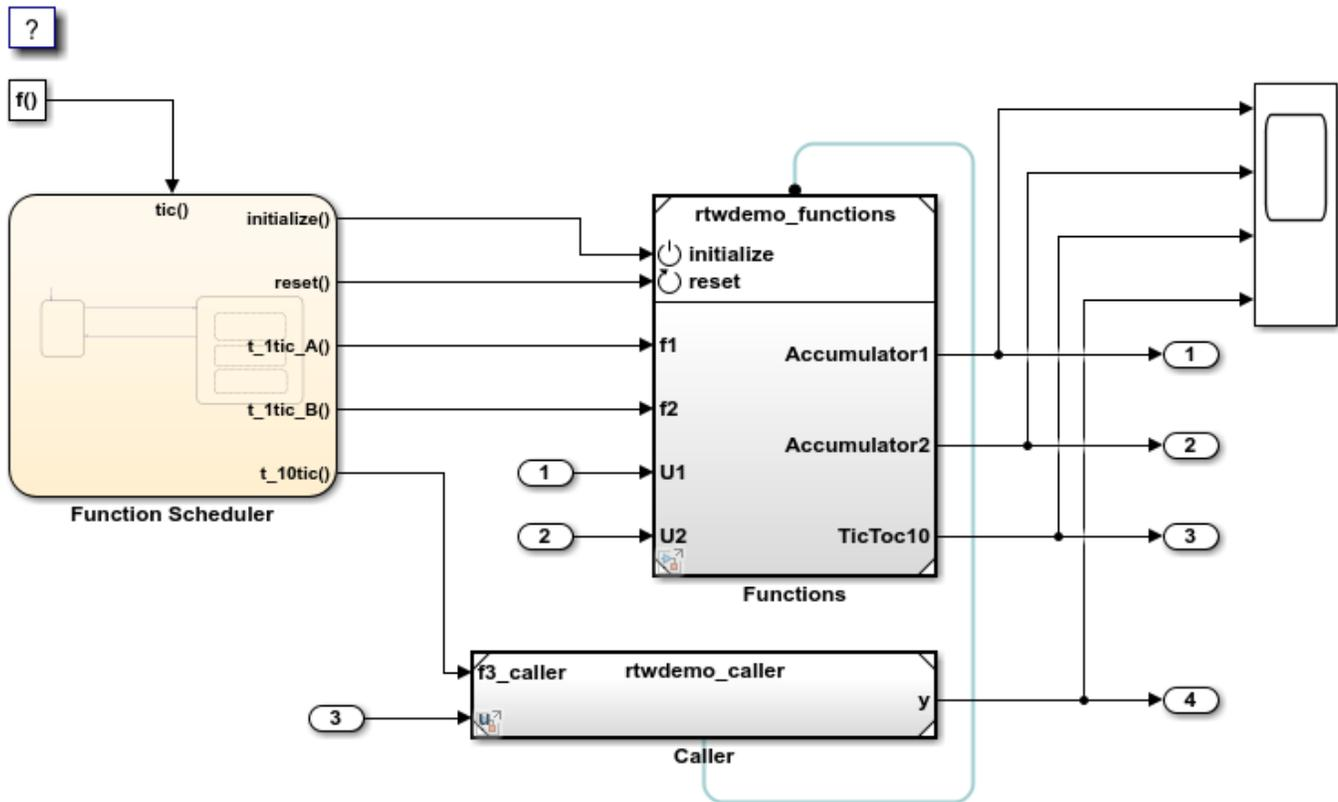 ?
f()
tic()
initialize()
reset()
t_1tic_A()
t_1tic_B()
t_10tic()
Function Scheduler
rtwdemo_functions
initialize
reset
f1
f2
U1
U2
Accumulator1
Accumulator2
TicToc10
Functions
1
2
1
2
3
4
3
f3_caller
rtwdemo_caller
u
y
Caller